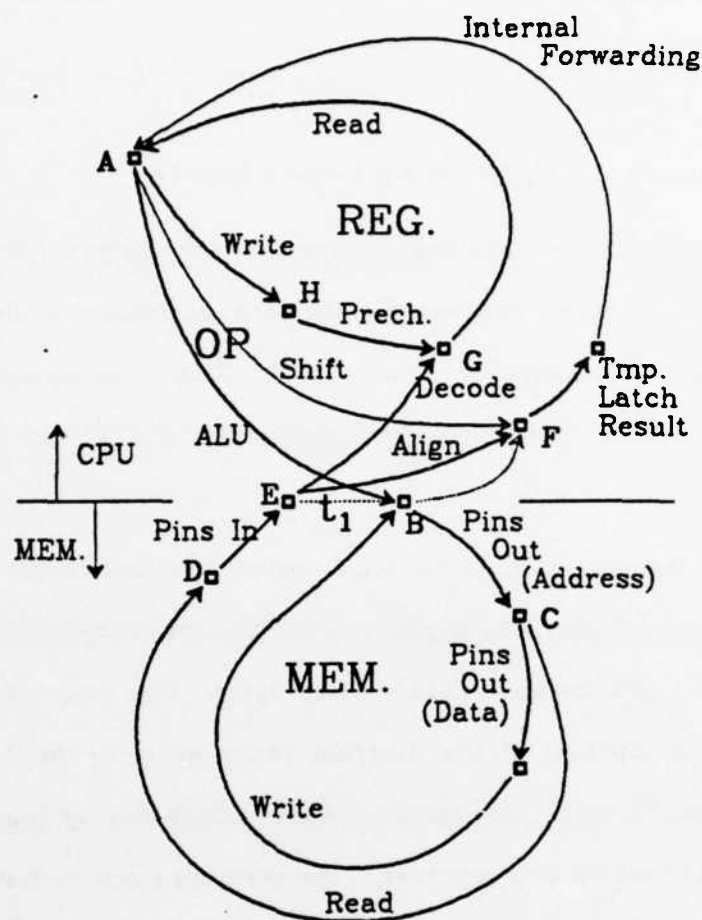 Internal
Forwarding
Read
A
REG.
Write
H
Prech.
OP
G
Shift
Decode
Tmp.
Latch
Result
ALU
Align
F
CPU
E
t1
B
Pins In
Pins
Out
(Address)
MEM.
D
C
MEM.
Pins
Out
(Data)
Write
Read